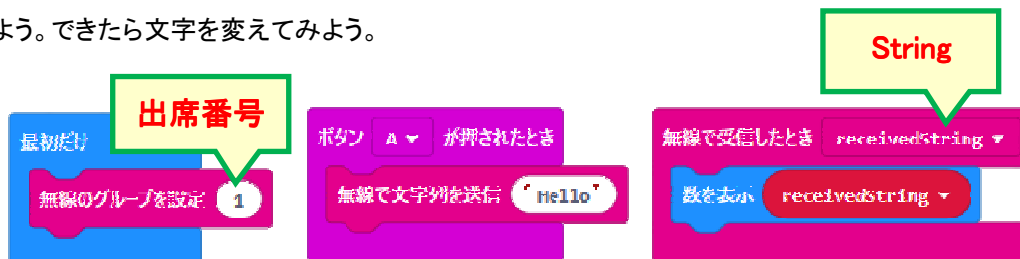 よう。できたら文字を変えてみよう。
String
出席番号
最初だけ
無線のグループを設定 1
ボタン A が押されたとき
無線で文字列を送信 "Hello"
無線で受信したとき receivedString
数を表示 receivedString